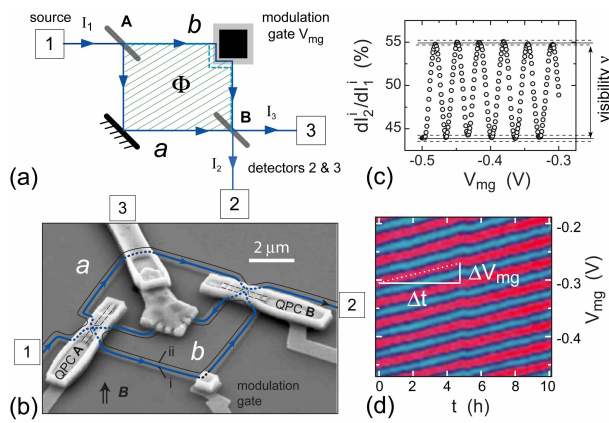 source
I₁
A
b
modulation
gate Vmg
1
Φ
B
I₃
3
a
I₂
detectors 2 & 3
(a)
2
55
50
45
dI₂ⁱ/dI₁ⁱ (%)
visibility ν
-0.5
-0.4
-0.3
Vmg (V)
(c)
3
2 μm
a
QPC B
2
1
QPC A
b
ii
i
B
modulation
gate
(b)
-0.2
-0.3
-0.4
ΔVmg
Δt
Vmg (V)
0
2
4
6
8
10
t (h)
(d)